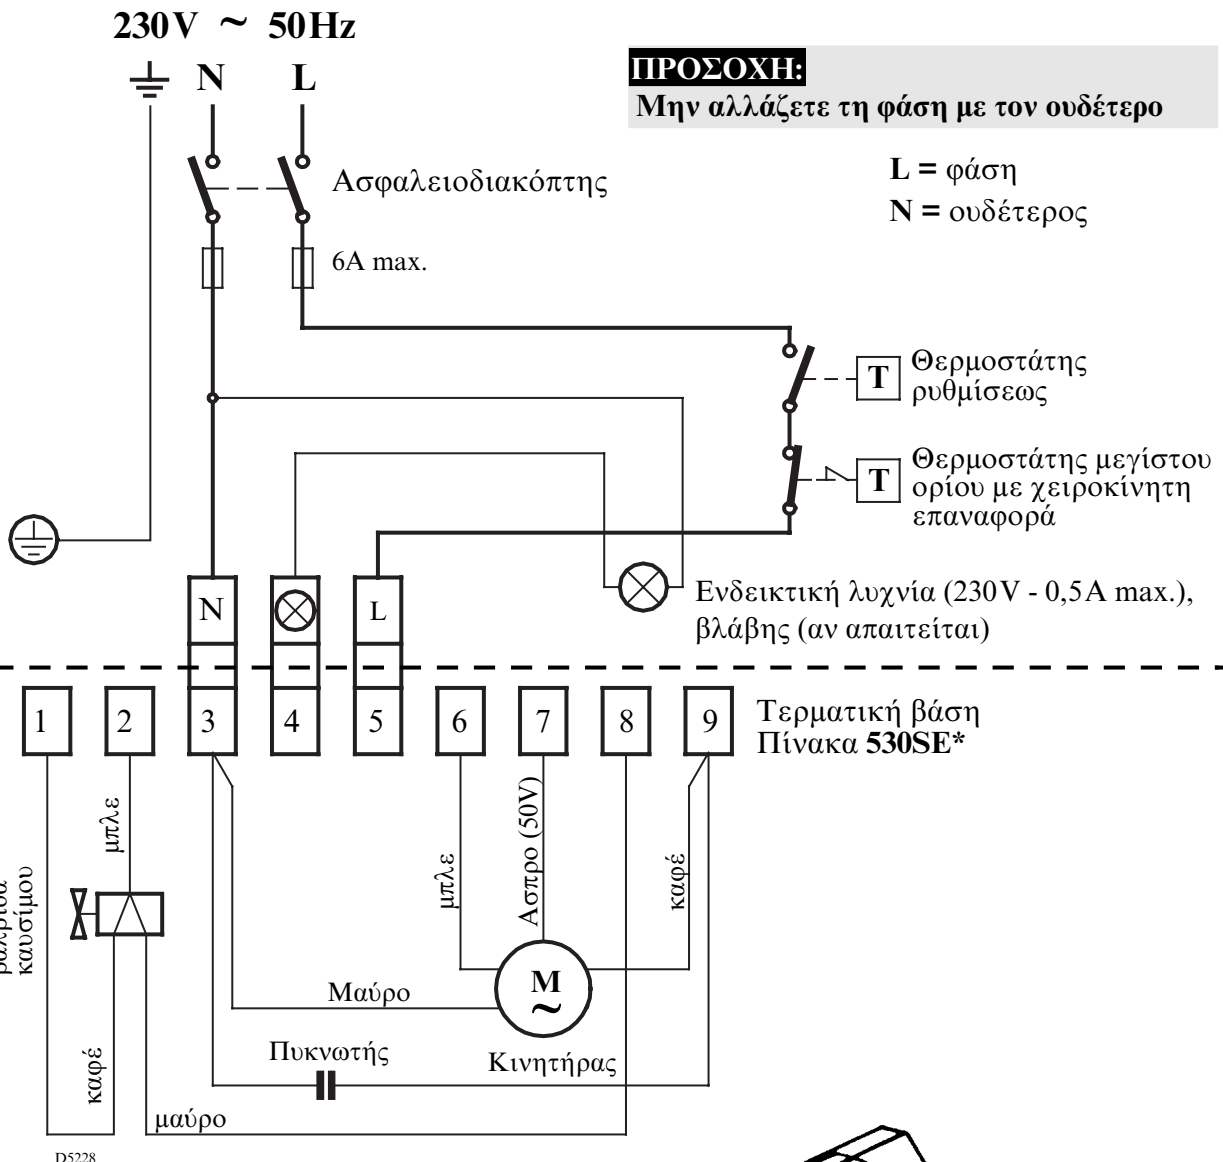 230V ~ 50Hz
N L
ΠΡΟΣΟΧΗ:
Μην αλλάζετε τη φάση με τον ουδέτερο
L = φάση
N = ουδέτερος
Ασφαλειοδιακόπτης
6A max.
T
Θερμοστάτης
ρυθμίσεως
T
Θερμοστάτης μεγίστου
ορίου με χειροκίνητη
επαναφορά
Ενδεικτική λυχνία (230V - 0,5A max.),
βλάβης (αν απαιτείται)
N L
1 2 3 4 5 6 7 8 9
Τερματική βάση
Πίνακα 530SE*
μπλε
μπλε
Ασπρο (50V)
καφέ
καυσίμου
M
~
Μαύρο
Πυκνωτής
Κινητήρας
καφέ
μαύρο
D5228